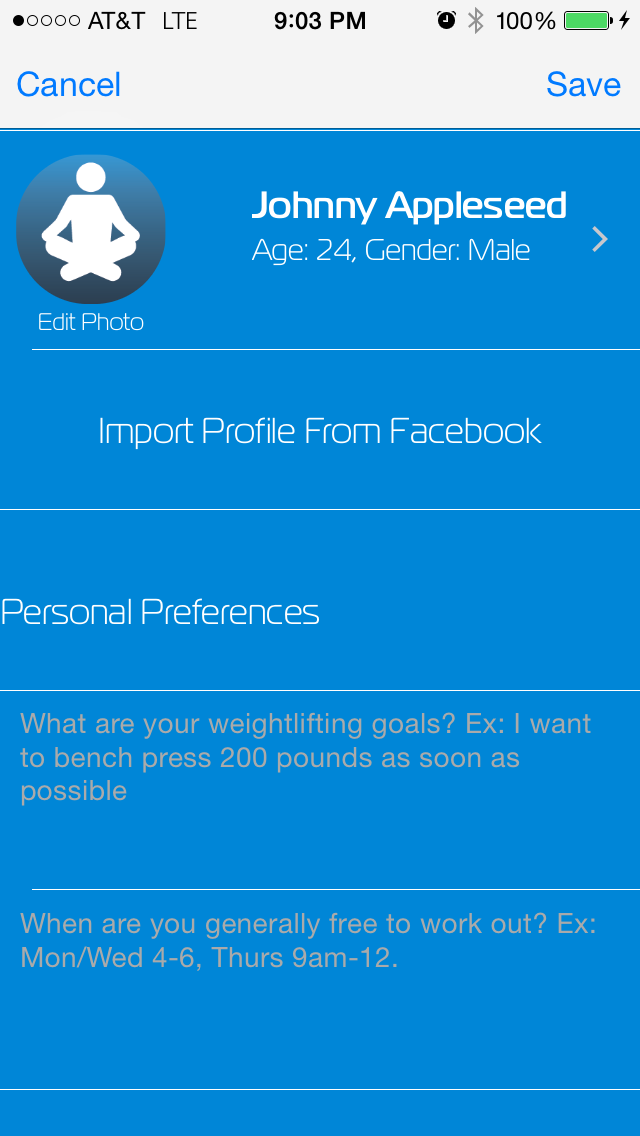 AT&T LTE 9:03 PM 100%
Cancel Save
Johnny Appleseed
Age: 24, Gender: Male
Edit Photo
Import Profile From Facebook
Personal Preferences
What are your weightlifting goals? Ex: I want
to bench press 200 pounds as soon as
possible
When are you generally free to work out? Ex:
Mon/Wed 4-6, Thurs 9am-12.